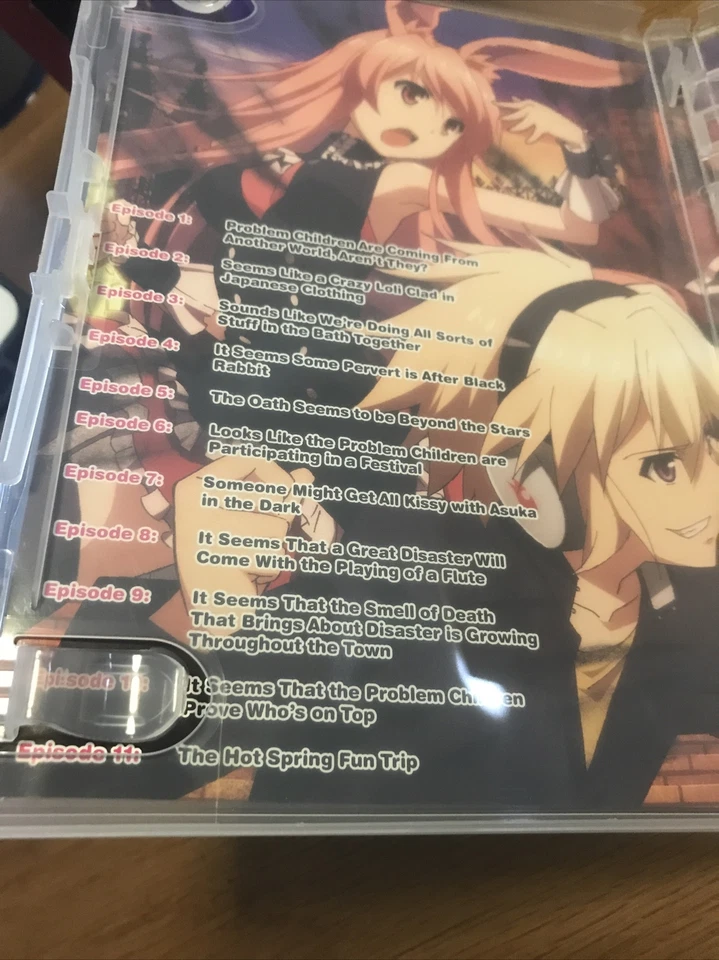 Episode 1:
Problem Children Are Coming From
Another World, Aren't They?
Episode 2:
Seems Like a Crazy Loli Clad in
Japanese Clothing
Episode 3:
Sounds Like We're Doing All Sorts of
Stuff in the Bath Together
Episode 4:
It Seems Some Pervert is After Black
Rabbit
Episode 5:
The Oath Seems to be Beyond the Stars
Episode 6:
Looks Like the Problem Children are
Participating in a Festival
Episode 7:
Someone Might Get All Kissy with Asuka
in the Dark
Episode 8:
It Seems That a Great Disaster Will
Come With the Playing of a Flute
Episode 9:
It Seems That the Smell of Death
That Brings About Disaster is Growing
Throughout the Town
Episode 10:
It Seems That the Problem Children
Prove Who's on Top
Episode 11:
The Hot Spring Fun Trip